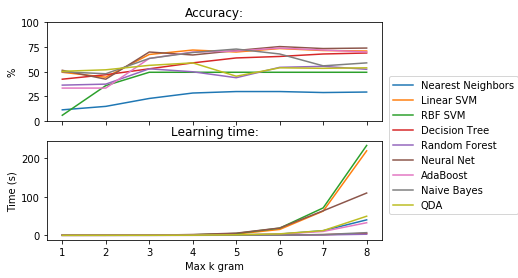 Accuracy:
100
75
50
25
0
%
Learning time:
200
100
0
Time (s)
1 2 3 4 5 6 7 8
Max k gram
Nearest Neighbors
Linear SVM
RBF SVM
Decision Tree
Random Forest
Neural Net
AdaBoost
Naive Bayes
QDA